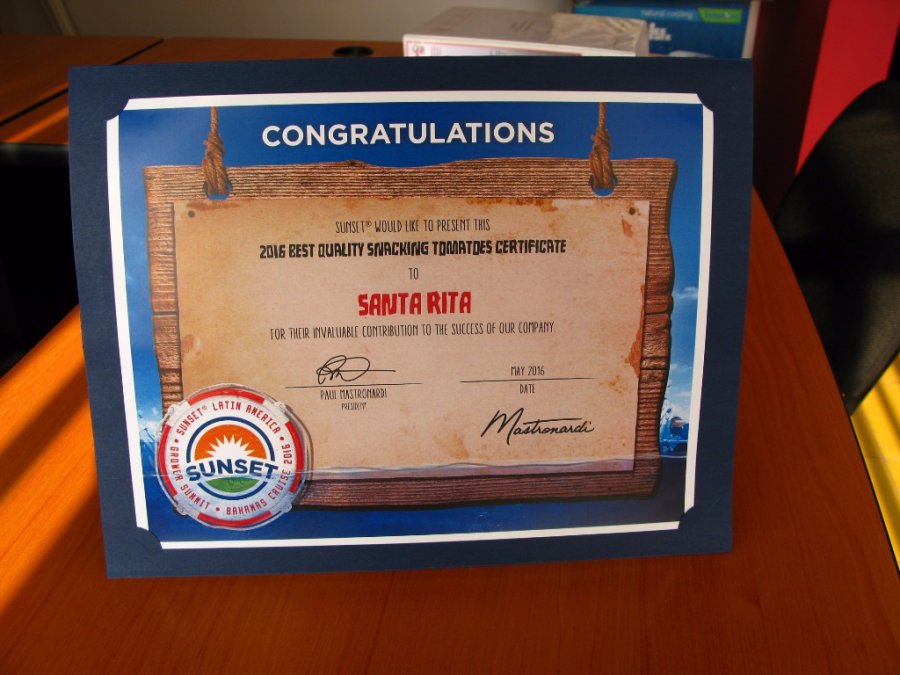 natural cooling
CONGRATULATIONS
SUNSET® WOULD LIKE TO PRESENT THIS
2016 BEST QUALITY SNACKING TOMATOES CERTIFICATE
TO
SANTA RITA
FOR THEIR INVALUABLE CONTRIBUTION TO THE SUCCESS OF OUR COMPANY.
PAUL MASTRONARDI
PRESIDENT
MAY 2016
DATE
Mastronardi
SUNSET® LATIN AMERICA •
GROWER SUMMIT • BAHAMAS CRUISE 2016
SUNSET